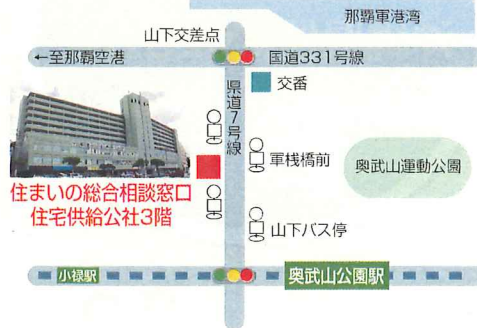 那覇軍港湾
山下交差点
←至那覇空港
国道331号線
交番
県道7号線
軍桟橋前
奥武山運動公園
住まいの総合相談窓口
住宅供給公社3階
山下バス停
小禄駅
奥武山公園駅